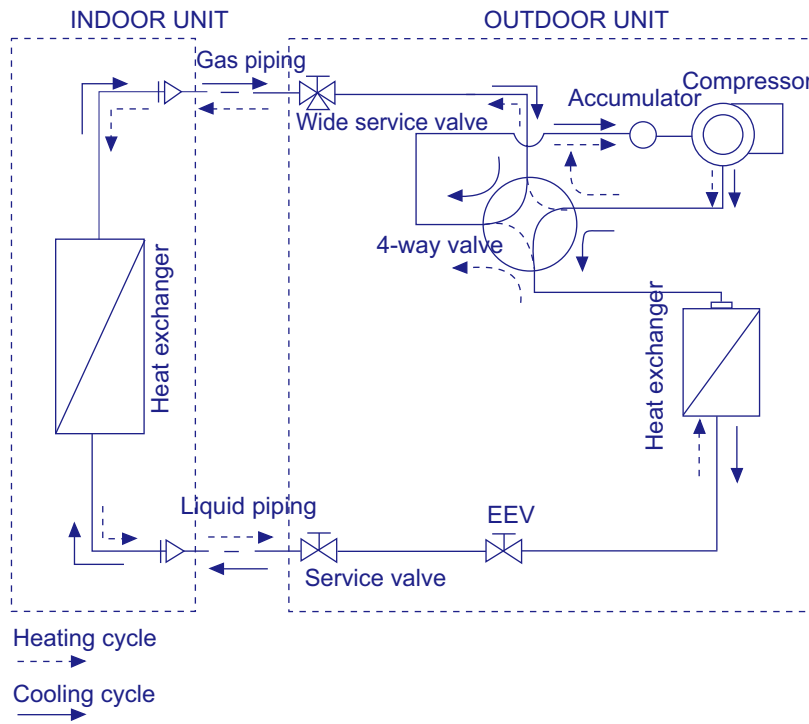 INDOOR UNIT
OUTDOOR UNIT
Gas piping
Compressor
Accumulator
Wide service valve
4-way valve
Heat exchanger
Heat exchanger
Liquid piping
EEV
Service valve
Heating cycle
Cooling cycle